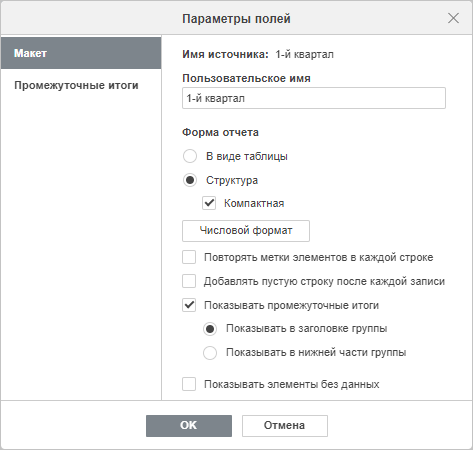 Параметры полей
Макет
Промежуточные итоги
Имя источника: 1-й квартал
Пользовательское имя
1-й квартал
Форма отчета
В виде таблицы
Структура
Компактная
Числовой формат
Повторять метки элементов в каждой строке
Добавлять пустую строку после каждой записи
Показывать промежуточные итоги
Показывать в заголовке группы
Показывать в нижней части группы
Показывать элементы без данных
OK
Отмена